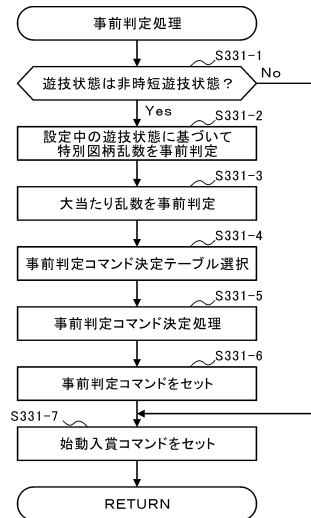 事前判定処理
S331-1
遊技状態は非時短遊技状態？
No
Yes
S331-2
設定中の遊技状態に基づいて
特別図柄乱数を事前判定
S331-3
大当たり乱数を事前判定
S331-4
事前判定コマンド決定テーブル選択
S331-5
事前判定コマンド決定処理
S331-6
事前判定コマンドをセット
S331-7
始動入賞コマンドをセット
RETURN